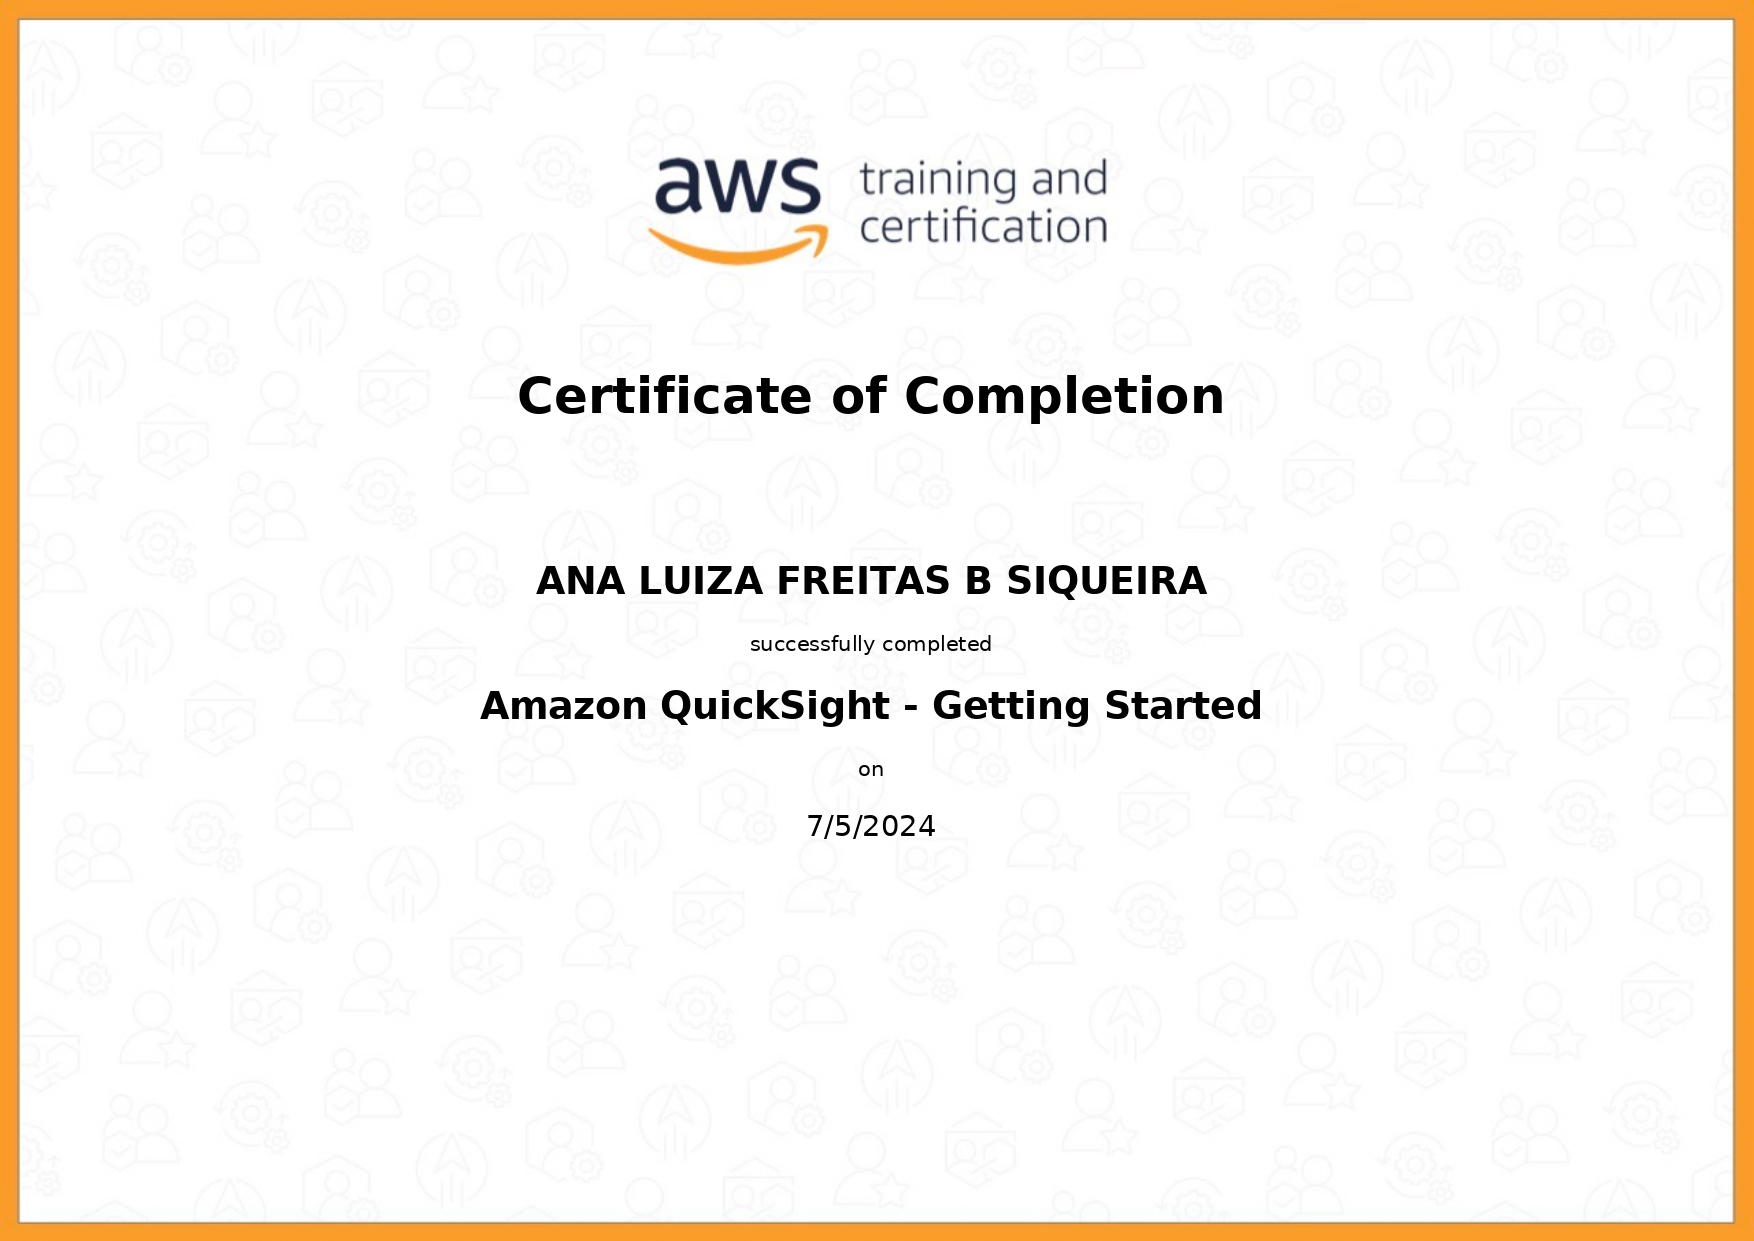 aws training and
certification
Certificate of Completion
ANA LUIZA FREITAS B SIQUEIRA
successfully completed
Amazon QuickSight - Getting Started
on
7/5/2024